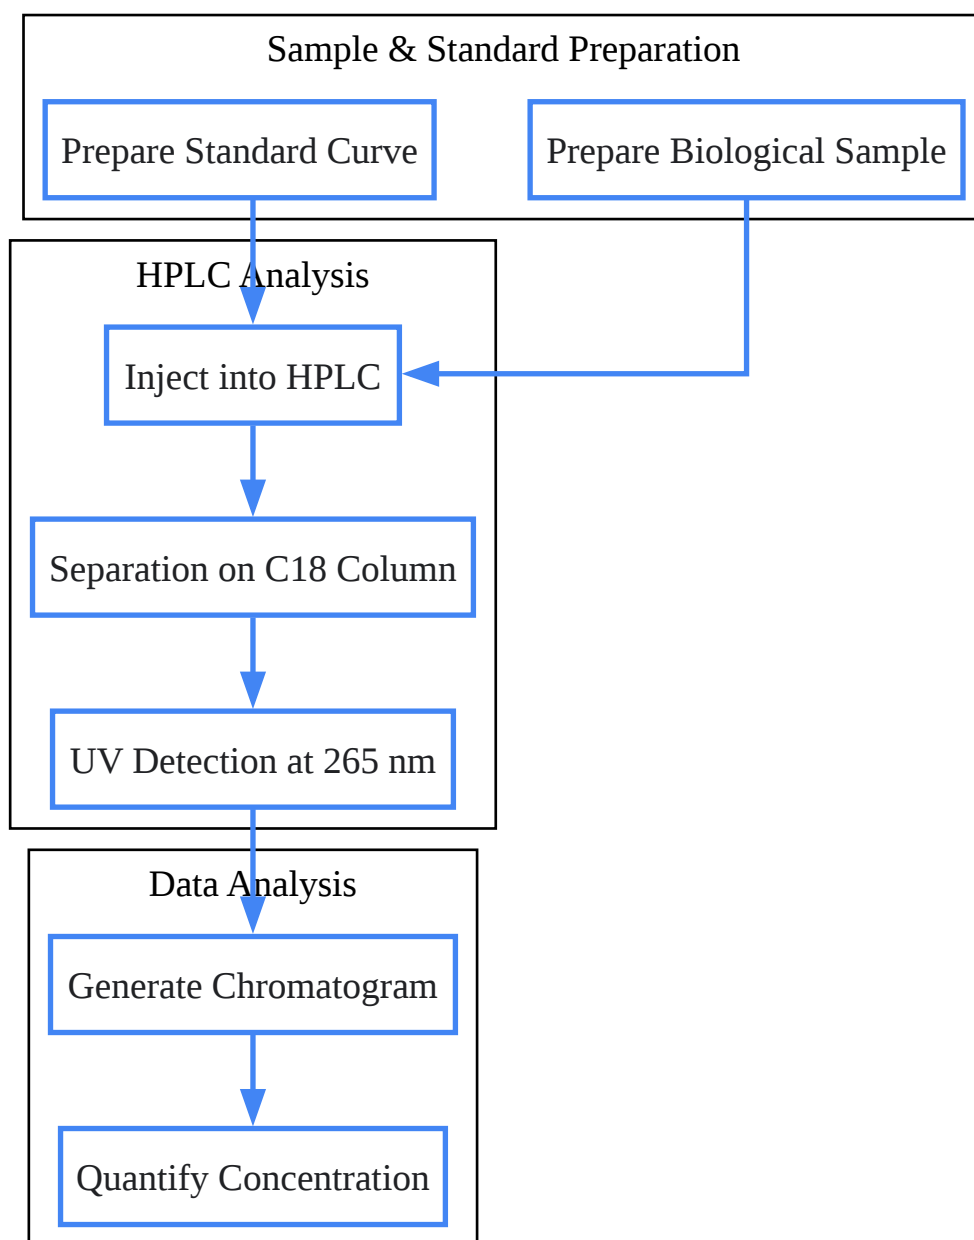 Sample & Standard Preparation
Prepare Standard Curve
Prepare Biological Sample
HPLC Analysis
Inject into HPLC
Separation on C18 Column
UV Detection at 265 nm
Data Analysis
Generate Chromatogram
Quantify Concentration